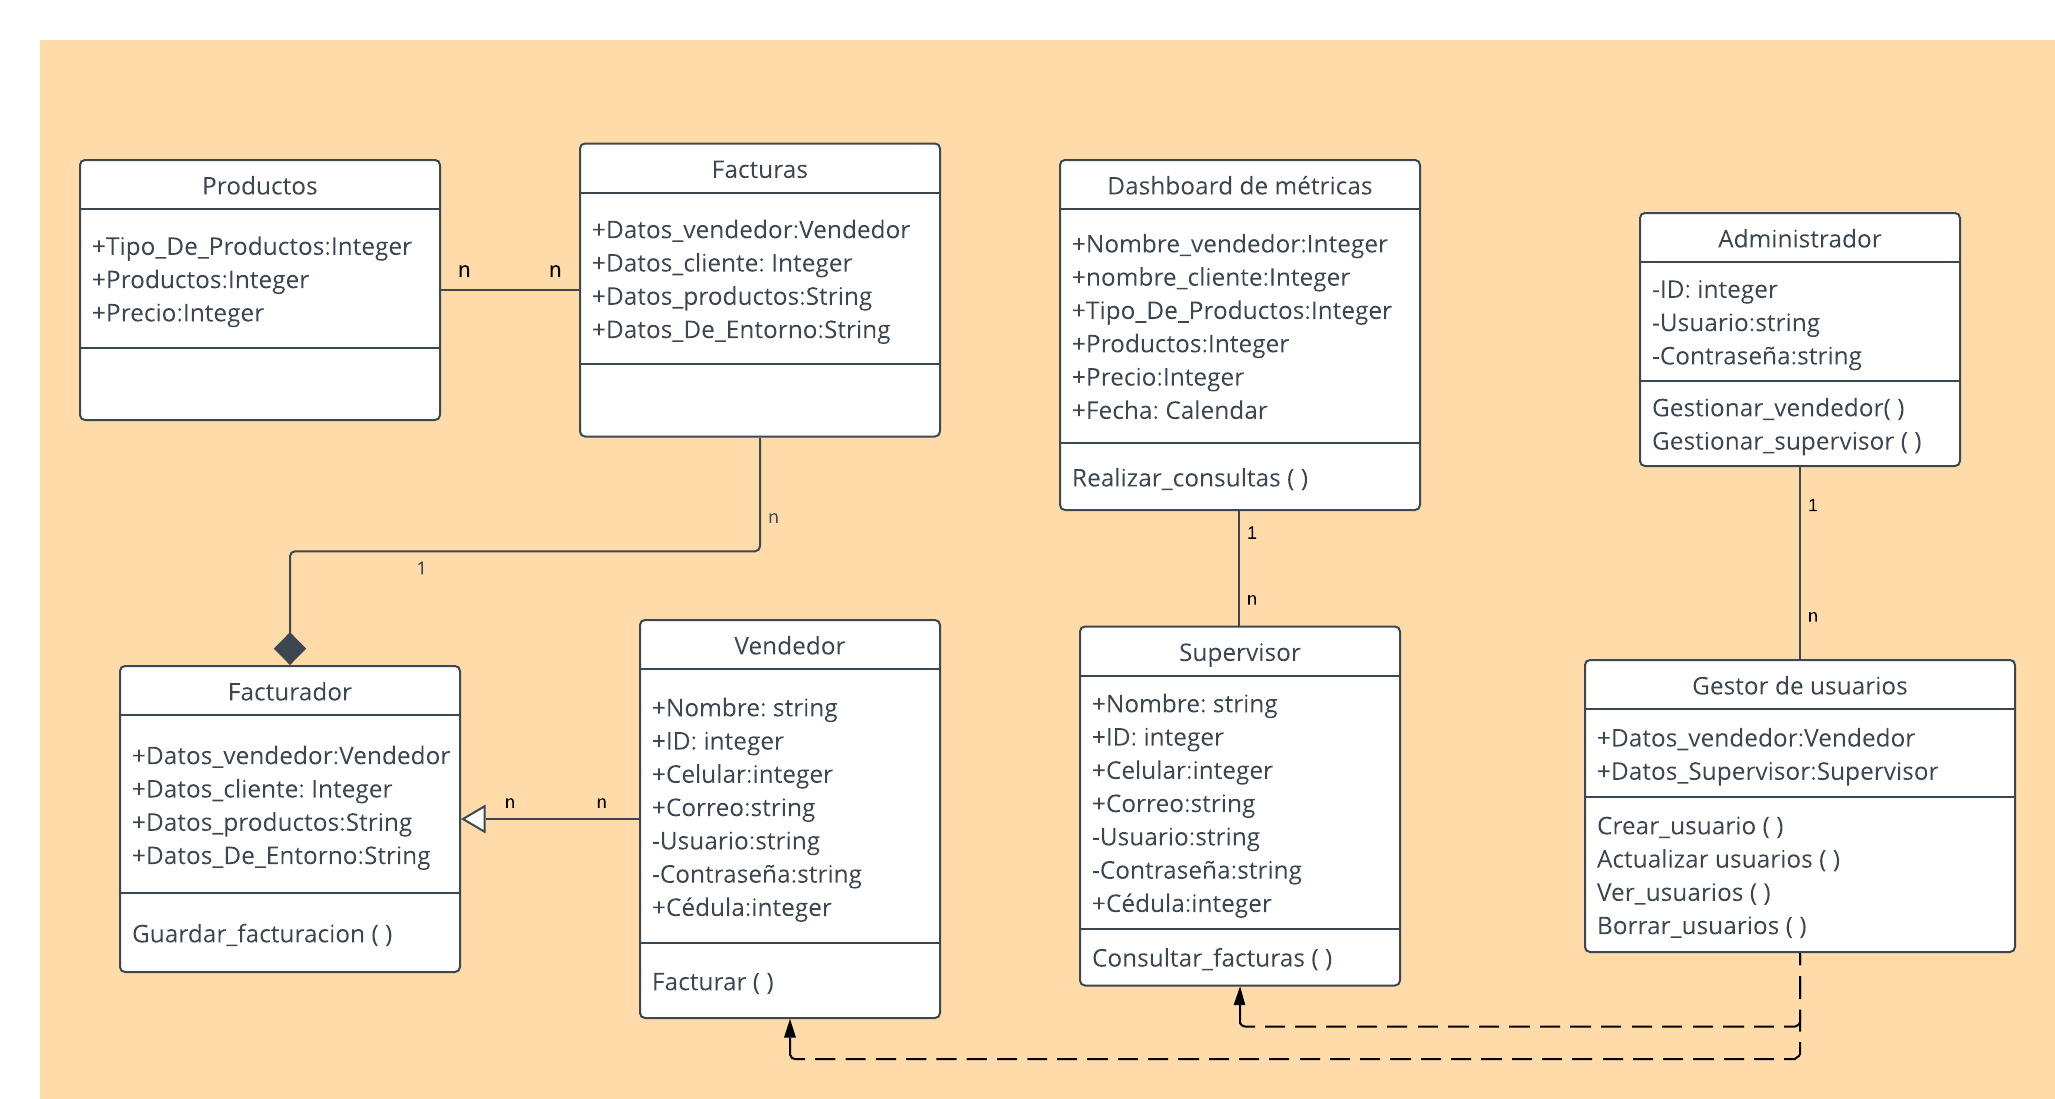 Productos
+Tipo_De_Productos:Integer
+Productos:Integer
+Precio:Integer
n
n
Facturas
+Datos_vendedor:Vendedor
+Datos_cliente: Integer
+Datos_productos:String
+Datos_De_Entorno:String
n
1
Dashboard de métricas
+Nombre_vendedor:Integer
+nombre_cliente:Integer
+Tipo_De_Productos:Integer
+Productos:Integer
+Precio:Integer
+Fecha: Calendar
Realizar_consultas ( )
1
n
Administrador
-ID: integer
-Usuario:string
-Contraseña:string
Gestionar_vendedor( )
Gestionar_supervisor ( )
1
n
Facturador
+Datos_vendedor:Vendedor
+Datos_cliente: Integer
+Datos_productos:String
+Datos_De_Entorno:String
Guardar_facturacion ( )
n
n
Vendedor
+Nombre: string
+ID: integer
+Celular:integer
+Correo:string
-Usuario:string
-Contraseña:string
+Cédula:integer
Facturar ( )
Supervisor
+Nombre: string
+ID: integer
+Celular:integer
+Correo:string
-Usuario:string
-Contraseña:string
+Cédula:integer
Consultar_facturas ( )
Gestor de usuarios
+Datos_vendedor:Vendedor
+Datos_Supervisor:Supervisor
Crear_usuario ( )
Actualizar usuarios ( )
Ver_usuarios ( )
Borrar_usuarios ( )